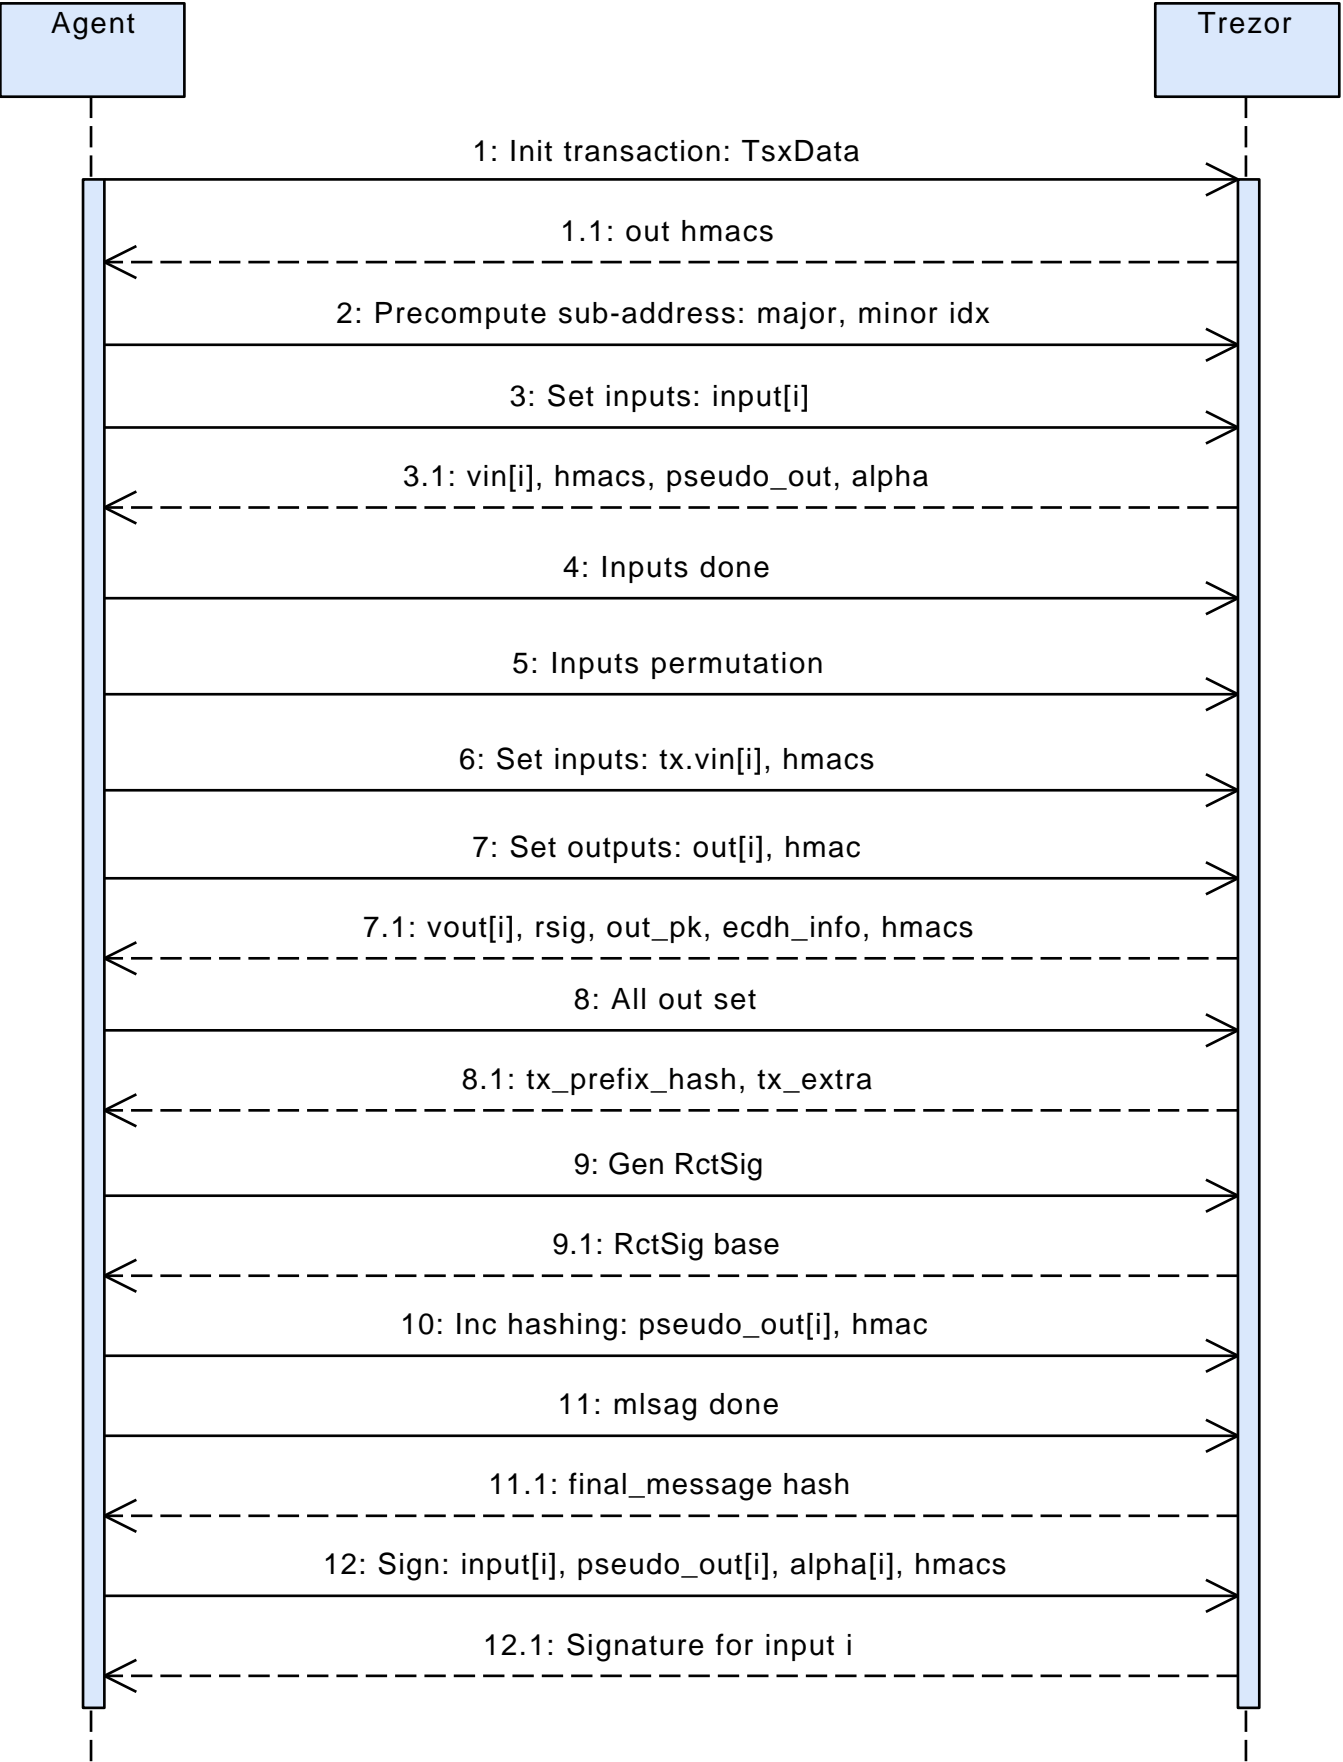 Agent
Trezor
1: Init transaction: TsxData
1.1: out hmacs
2: Precompute sub-address: major, minor idx
3: Set inputs: input[i]
3.1: vin[i], hmacs, pseudo_out, alpha
4: Inputs done
5: Inputs permutation
6: Set inputs: tx.vin[i], hmacs
7: Set outputs: out[i], hmac
7.1: vout[i], rsig, out_pk, ecdh_info, hmacs
8: All out set
8.1: tx_prefix_hash, tx_extra
9: Gen RctSig
9.1: RctSig base
10: Inc hashing: pseudo_out[i], hmac
11: mlsag done
11.1: final_message hash
12: Sign: input[i], pseudo_out[i], alpha[i], hmacs
12.1: Signature for input i